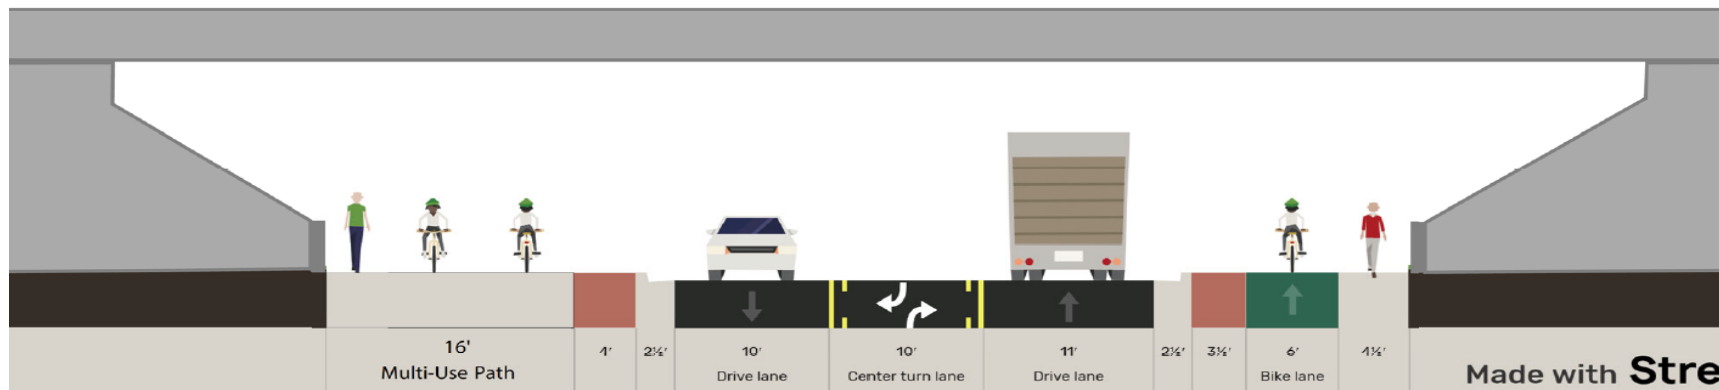 16'
Multi-Use Path
4'
2½'
10'
Drive lane
10'
Center turn lane
11'
Drive lane
2½'
3½'
6'
Bike lane
4½'
Made with Stre